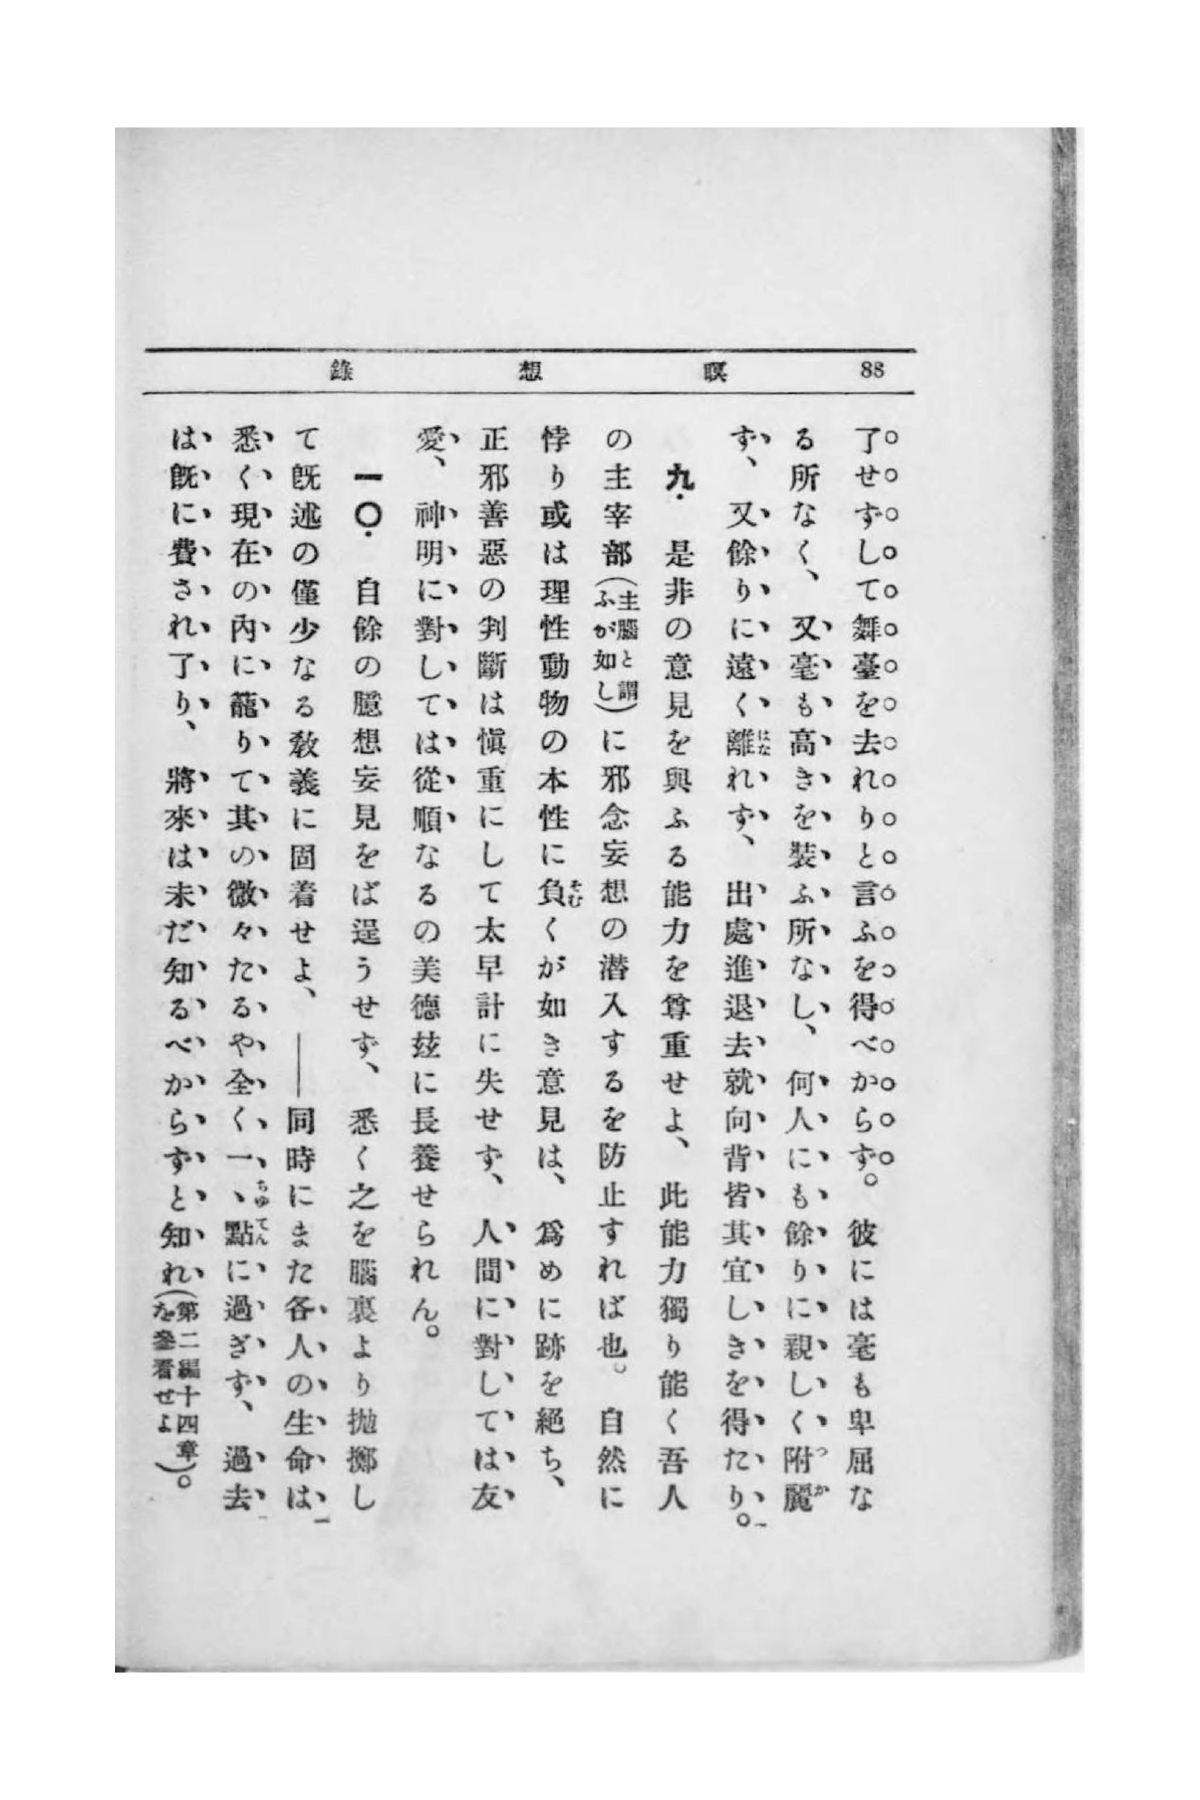 88 瞑想錄
了せずして舞臺を去れりと言ふを得べからず。彼には毫も卑屈な
る所なく、又毫も高きを裝ふ所なし、何人にも餘りに親しく附麗
ず、又餘りに遠く離れず、出處進退去就向背皆其宜しきを得たり。
九. 是非の意見を與ふる能力を尊重せよ、此能力獨り能く吾人
の主宰部(主腦と謂ふが如し)に邪念妄想の潜入するを防止すれば也。自然に
悖り或は理性動物の本性に負くが如き意見は、爲めに跡を絕ち、
正邪善惡の判斷は愼重にして太早計に失せず、人間に對しては友
愛、神明に對しては從順なるの美德玆に長養せられん。
一〇. 自餘の臆想妄見をば逞うせず、悉く之を腦裏より拋擲し
て旣述の僅少なる敎義に固着せよ、――同時にまた各人の生命は
悉く現在の內に籠りて其の微々たるや全く一點に過ぎず、過去
は旣に費されれ了り、將來は未だ知るべからずと知れ(第二編十四章を參看せよ)。